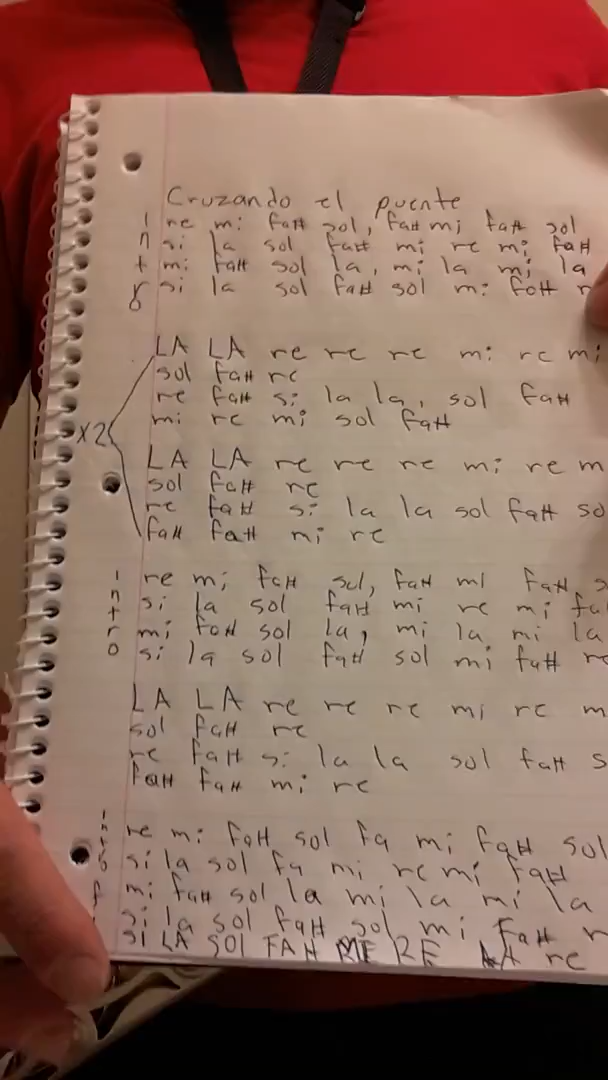 Cruzando el puente
intro
re mi fa# sol, fa# mi fa# sol
si la sol fa# mi re mi fa#
mi fa# sol la, mi la mi la
si la sol fa# sol mi fa#
x2
LA LA re re re mi re mi
sol fa# re
re fa# si la la, sol fa#
mi re mi sol fa#
LA LA re re re mi re m
sol fa# re
re fa# si la la sol fa# so
fa# fa# mi re
intro
re mi fa# sol, fa# mi fa# s
si la sol fa# mi re mi fa
mi fa# sol la, mi la mi la
si la sol fa# sol mi fa# re
LA LA re re re mi re m
sol fa# re
re fa# si la la sol fa# s
fa# fa# mi re
re mi fa# sol fa mi fa# sol
si la sol fa mi re mi fa#
mi fa# sol la mi la mi la
si la sol fa# sol mi fa# r
si LA SOL FA# RE re